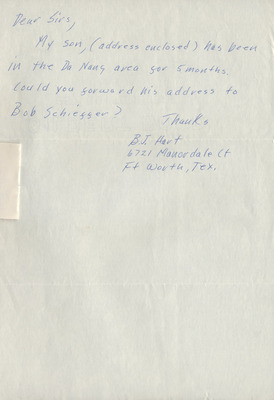 Dear Sirs,
My son, (address enclosed) has been
in the Da Nang area for 5 months.
Could you forward his address to
Bob Schiegger?
Thanks
B.J. Hart
6721 Manordale Ct
Ft Worth, Tex.